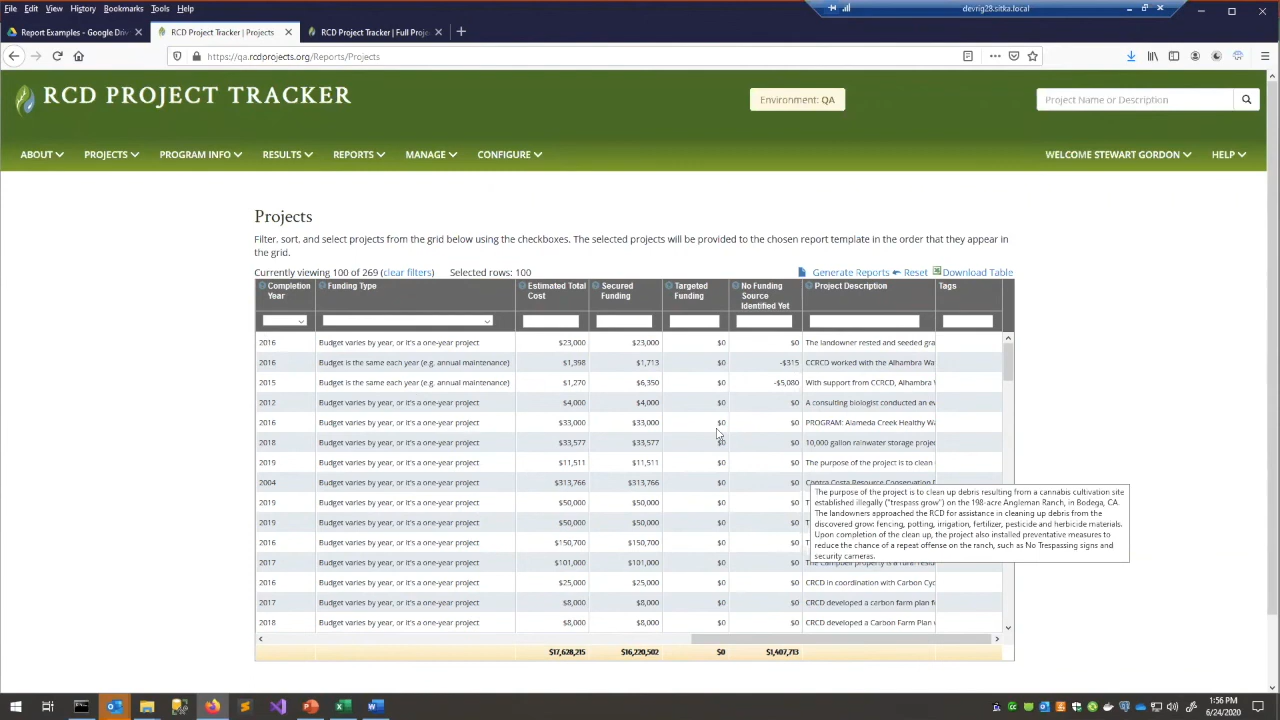 File Edit View History Bookmarks Tools Help
devrig28.sitka.local
Report Examples - Google Driv
RCD Project Tracker | Projects
RCD Project Tracker | Full Proje
https://qa.rcdprojects.org/Reports/Projects
RCD PROJECT TRACKER
Environment: QA
Project Name or Description
ABOUT PROJECTS PROGRAM INFO RESULTS REPORTS MANAGE CONFIGURE WELCOME STEWART GORDON HELP
Projects
Filter, sort, and select projects from the grid below using the checkboxes. The selected projects will be provided to the chosen report template in the order that they appear in
the grid.
Currently viewing 100 of 269 (clear filters) Selected rows: 100 Generate Reports Reset Download Table
Completion Year Funding Type Estimated Total Cost Secured Funding Targeted Funding No Funding Source Identified Yet Project Description Tags
2016 Budget varies by year, or it's a one-year project $23,000 $23,000 $0 $0 The landowner rested and seeded gra
2016 Budget is the same each year (e.g. annual maintenance) $1,398 $1,713 $0 -$315 CCRCD worked with the Alhambra Wa
2015 Budget is the same each year (e.g. annual maintenance) $1,270 $6,350 $0 -$5,080 With support from CCRCD, Alhambra
2012 Budget varies by year, or it's a one-year project $4,000 $4,000 $0 $0 A consulting biologist conducted an ev
2016 Budget varies by year, or it's a one-year project $33,000 $33,000 $0 $0 PROGRAM: Alameda Creek Healthy Wa
2018 Budget varies by year, or it's a one-year project $33,577 $33,577 $0 $0 10,000 gallon rainwater storage projec
2019 Budget varies by year, or it's a one-year project $11,511 $11,511 $0 $0 The purpose of the project is to clean
2004 Budget varies by year, or it's a one-year project $313,766 $313,766 $0 $0 Contra Costa Resource Conservation D
2019 Budget varies by year, or it's a one-year project $50,000 $50,000 $0 $0
2019 Budget varies by year, or it's a one-year project $50,000 $50,000 $0 $0
2016 Budget varies by year, or it's a one-year project $150,700 $150,700 $0 $0
2017 Budget varies by year, or it's a one-year project $101,000 $101,000 $0 $0 The Campbell property is a rural resid
2016 Budget varies by year, or it's a one-year project $25,000 $25,000 $0 $0 CRCD in coordination with Carbon Cyc
2017 Budget varies by year, or it's a one-year project $8,000 $8,000 $0 $0 CRCD developed a carbon farm plan f
2018 Budget varies by year, or it's a one-year project $8,000 $8,000 $0 $0 CRCD developed a Carbon Farm Plan
The purpose of the project is to clean up debris resulting from a cannabis cultivation site
established illegally ("trespass grow") on the 198-acre Angleman Ranch, in Bodega, CA.
The landowners approached the RCD for assistance in cleaning up debris from the
discovered grow: fencing, potting, irrigation, fertilizer, pesticide and herbicide materials.
Upon completion of the clean up, the project also installed preventative measures to
reduce the chance of a repeat offense on the ranch, such as No Trespassing signs and
security cameras.
$17,628,215 $16,220,502 $0 $1,407,713
1:56 PM
6/24/2020